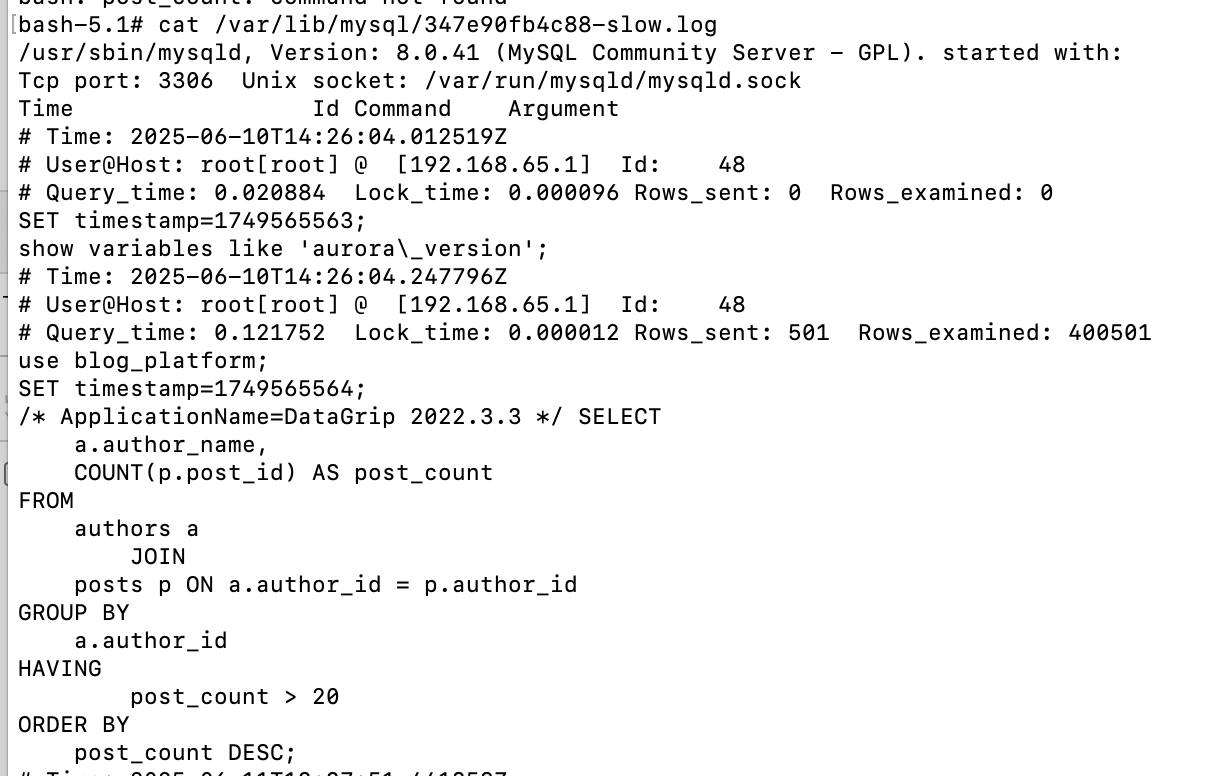 bash: post_count: command not found
[bash-5.1# cat /var/lib/mysql/347e90fb4c88-slow.log
/usr/sbin/mysqld, Version: 8.0.41 (MySQL Community Server - GPL). started with:
Tcp port: 3306  Unix socket: /var/run/mysqld/mysqld.sock
Time                 Id Command    Argument
# Time: 2025-06-10T14:26:04.012519Z
# User@Host: root[root] @  [192.168.65.1]  Id:    48
# Query_time: 0.020884  Lock_time: 0.000096 Rows_sent: 0  Rows_examined: 0
SET timestamp=1749565563;
show variables like 'aurora\_version';
# Time: 2025-06-10T14:26:04.247796Z
# User@Host: root[root] @  [192.168.65.1]  Id:    48
# Query_time: 0.121752  Lock_time: 0.000012 Rows_sent: 501  Rows_examined: 400501
use blog_platform;
SET timestamp=1749565564;
/* ApplicationName=DataGrip 2022.3.3 */ SELECT
    a.author_name,
    COUNT(p.post_id) AS post_count
FROM
    authors a
        JOIN
    posts p ON a.author_id = p.author_id
GROUP BY
    a.author_id
HAVING
        post_count > 20
ORDER BY
    post_count DESC;
# Time: